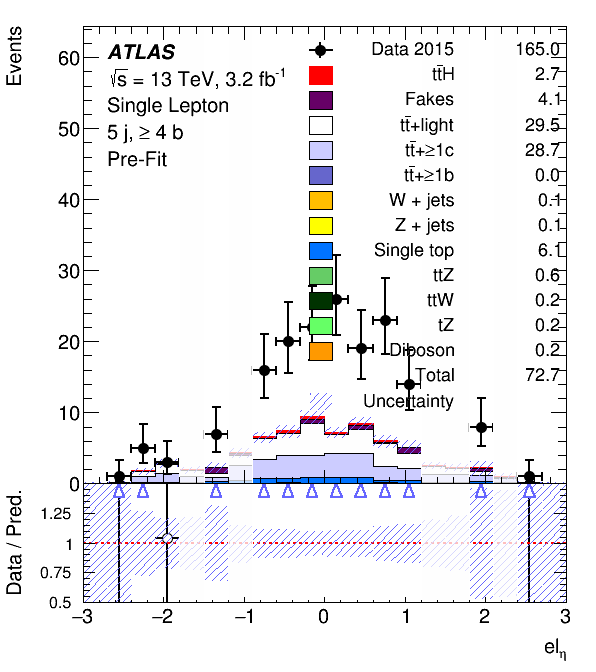 Events
60
50
40
30
20
10
0
ATLAS
√s = 13 TeV, 3.2 fb-1
Single Lepton
5 j, ≥ 4 b
Pre-Fit
Data 2015 165.0
tt̄H 2.7
Fakes 4.1
tt̄+light 29.5
tt̄+≥1c 28.7
tt̄+≥1b 0.0
W + jets 0.1
Z + jets 0.1
Single top 6.1
ttZ 0.6
ttW 0.2
tZ 0.2
Diboson 0.2
Total 72.7
Uncertainty
Data / Pred.
1.25
1
0.75
0.5
−3 −2 −1 0 1 2 3
elη